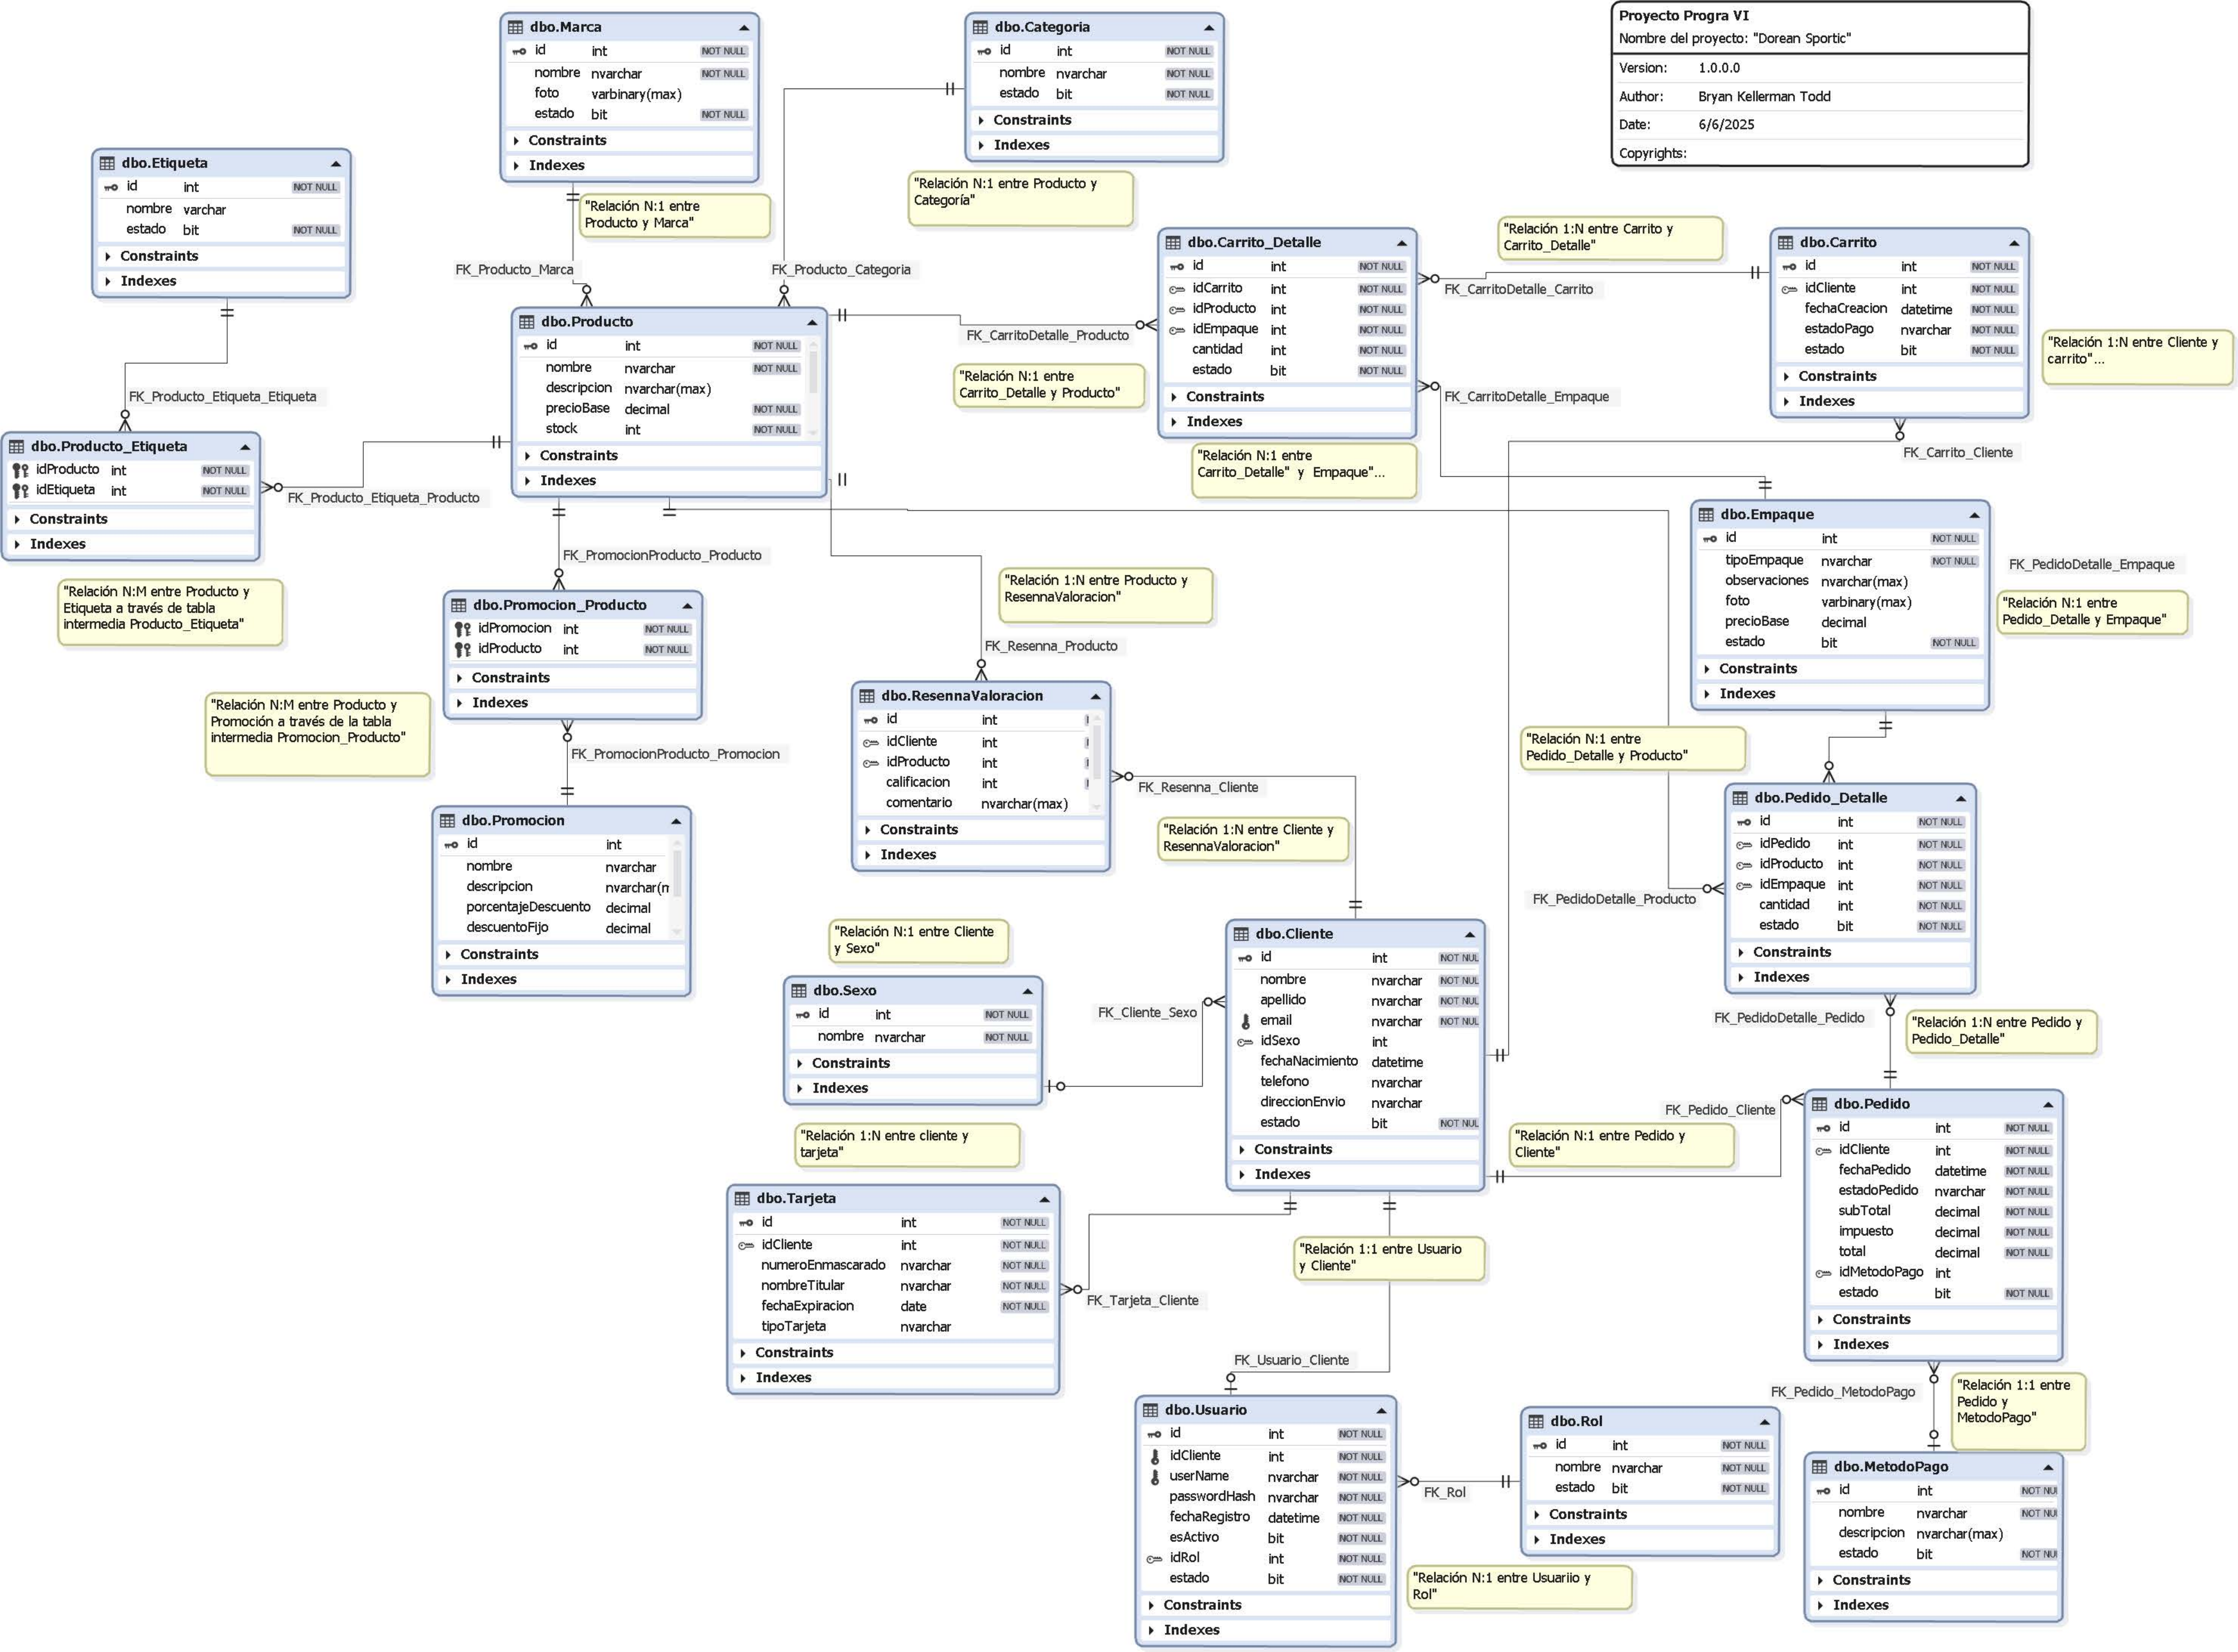 Proyecto Progra VI
Nombre del proyecto: "Dorean Sportic"
Version: 1.0.0.0
Author: Bryan Kellerman Todd
Date: 6/6/2025
Copyrights:
dbo.Marca
id int NOT NULL
nombre nvarchar NOT NULL
foto varbinary(max)
estado bit NOT NULL
Constraints
Indexes
dbo.Categoria
id int NOT NULL
nombre nvarchar NOT NULL
estado bit NOT NULL
Constraints
Indexes
"Relación N:1 entre
Producto y Marca"
"Relación N:1 entre Producto y
Categoría"
dbo.Etiqueta
id int NOT NULL
nombre varchar
estado bit NOT NULL
Constraints
Indexes
FK_Producto_Marca
FK_Producto_Categoria
dbo.Carrito_Detalle
id int NOT NULL
idCarrito int NOT NULL
idProducto int NOT NULL
idEmpaque int NOT NULL
cantidad int NOT NULL
estado bit NOT NULL
Constraints
Indexes
"Relación 1:N entre Carrito y
Carrito_Detalle"
FK_CarritoDetalle_Carrito
dbo.Carrito
id int NOT NULL
idCliente int NOT NULL
fechaCreacion datetime NOT NULL
estadoPago nvarchar NOT NULL
estado bit NOT NULL
Constraints
Indexes
"Relación 1:N entre Cliente y
carrito"...
dbo.Producto
id int NOT NULL
nombre nvarchar NOT NULL
descripcion nvarchar(max)
precioBase decimal NOT NULL
stock int NOT NULL
Constraints
Indexes
FK_CarritoDetalle_Producto
"Relación N:1 entre
Carrito_Detalle y Producto"
FK_CarritoDetalle_Empaque
"Relación N:1 entre
Carrito_Detalle" y Empaque"...
FK_Carrito_Cliente
FK_Producto_Etiqueta_Etiqueta
dbo.Producto_Etiqueta
idProducto int NOT NULL
idEtiqueta int NOT NULL
Constraints
Indexes
FK_Producto_Etiqueta_Producto
"Relación N:M entre Producto y
Etiqueta a través de tabla
intermedia Producto_Etiqueta"
FK_PromocionProducto_Producto
dbo.Promocion_Producto
idPromocion int NOT NULL
idProducto int NOT NULL
Constraints
Indexes
"Relación 1:N entre Producto y
ResennaValoracion"
FK_Resenna_Producto
dbo.Empaque
id int NOT NULL
tipoEmpaque nvarchar NOT NULL
observaciones nvarchar(max)
foto varbinary(max)
precioBase decimal
estado bit NOT NULL
Constraints
Indexes
FK_PedidoDetalle_Empaque
"Relación N:1 entre
Pedido_Detalle y Empaque"
"Relación N:M entre Producto y
Promoción a través de la tabla
intermedia Promocion_Producto"
FK_PromocionProducto_Promocion
dbo.ResennaValoracion
id int
idCliente int
idProducto int
calificacion int
comentario nvarchar(max)
Constraints
Indexes
FK_Resenna_Cliente
"Relación 1:N entre Cliente y
ResennaValoracion"
"Relación N:1 entre
Pedido_Detalle y Producto"
dbo.Pedido_Detalle
id int NOT NULL
idPedido int NOT NULL
idProducto int NOT NULL
idEmpaque int NOT NULL
cantidad int NOT NULL
estado bit NOT NULL
Constraints
Indexes
FK_PedidoDetalle_Producto
dbo.Promocion
id int
nombre nvarchar
descripcion nvarchar(m
porcentajeDescuento decimal
descuentoFijo decimal
Constraints
Indexes
"Relación N:1 entre Cliente
y Sexo"
dbo.Sexo
id int NOT NULL
nombre nvarchar NOT NULL
Constraints
Indexes
FK_Cliente_Sexo
dbo.Cliente
id int NOT NUL
nombre nvarchar NOT NUL
apellido nvarchar NOT NUL
email nvarchar NOT NUL
idSexo int
fechaNacimiento datetime
telefono nvarchar
direccionEnvio nvarchar
estado bit NOT NUL
Constraints
Indexes
FK_PedidoDetalle_Pedido
"Relación 1:N entre Pedido y
Pedido_Detalle"
FK_Pedido_Cliente
"Relación N:1 entre Pedido y
Cliente"
dbo.Pedido
id int NOT NULL
idCliente int NOT NULL
fechaPedido datetime NOT NULL
estadoPedido nvarchar NOT NULL
subTotal decimal NOT NULL
impuesto decimal NOT NULL
total decimal NOT NULL
idMetodoPago int
estado bit NOT NULL
Constraints
Indexes
"Relación 1:N entre cliente y
tarjeta"
dbo.Tarjeta
id int NOT NULL
idCliente int NOT NULL
numeroEnmascarado nvarchar NOT NULL
nombreTitular nvarchar NOT NULL
fechaExpiracion date NOT NULL
tipoTarjeta nvarchar
Constraints
Indexes
FK_Tarjeta_Cliente
"Relación 1:1 entre Usuario
y Cliente"
FK_Usuario_Cliente
dbo.Usuario
id int NOT NULL
idCliente int NOT NULL
userName nvarchar NOT NULL
passwordHash nvarchar NOT NULL
fechaRegistro datetime NOT NULL
esActivo bit NOT NULL
idRol int NOT NULL
estado bit NOT NULL
Constraints
Indexes
FK_Rol
dbo.Rol
id int NOT NULL
nombre nvarchar NOT NULL
estado bit NOT NULL
Constraints
Indexes
"Relación N:1 entre Usuariio y
Rol"
FK_Pedido_MetodoPago
"Relación 1:1 entre
Pedido y
MetodoPago"
dbo.MetodoPago
id int NOT NU
nombre nvarchar NOT NU
descripcion nvarchar(max)
estado bit NOT NU
Constraints
Indexes